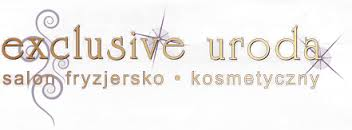 exclusive uroda
salon fryzjersko • kosmetyczny